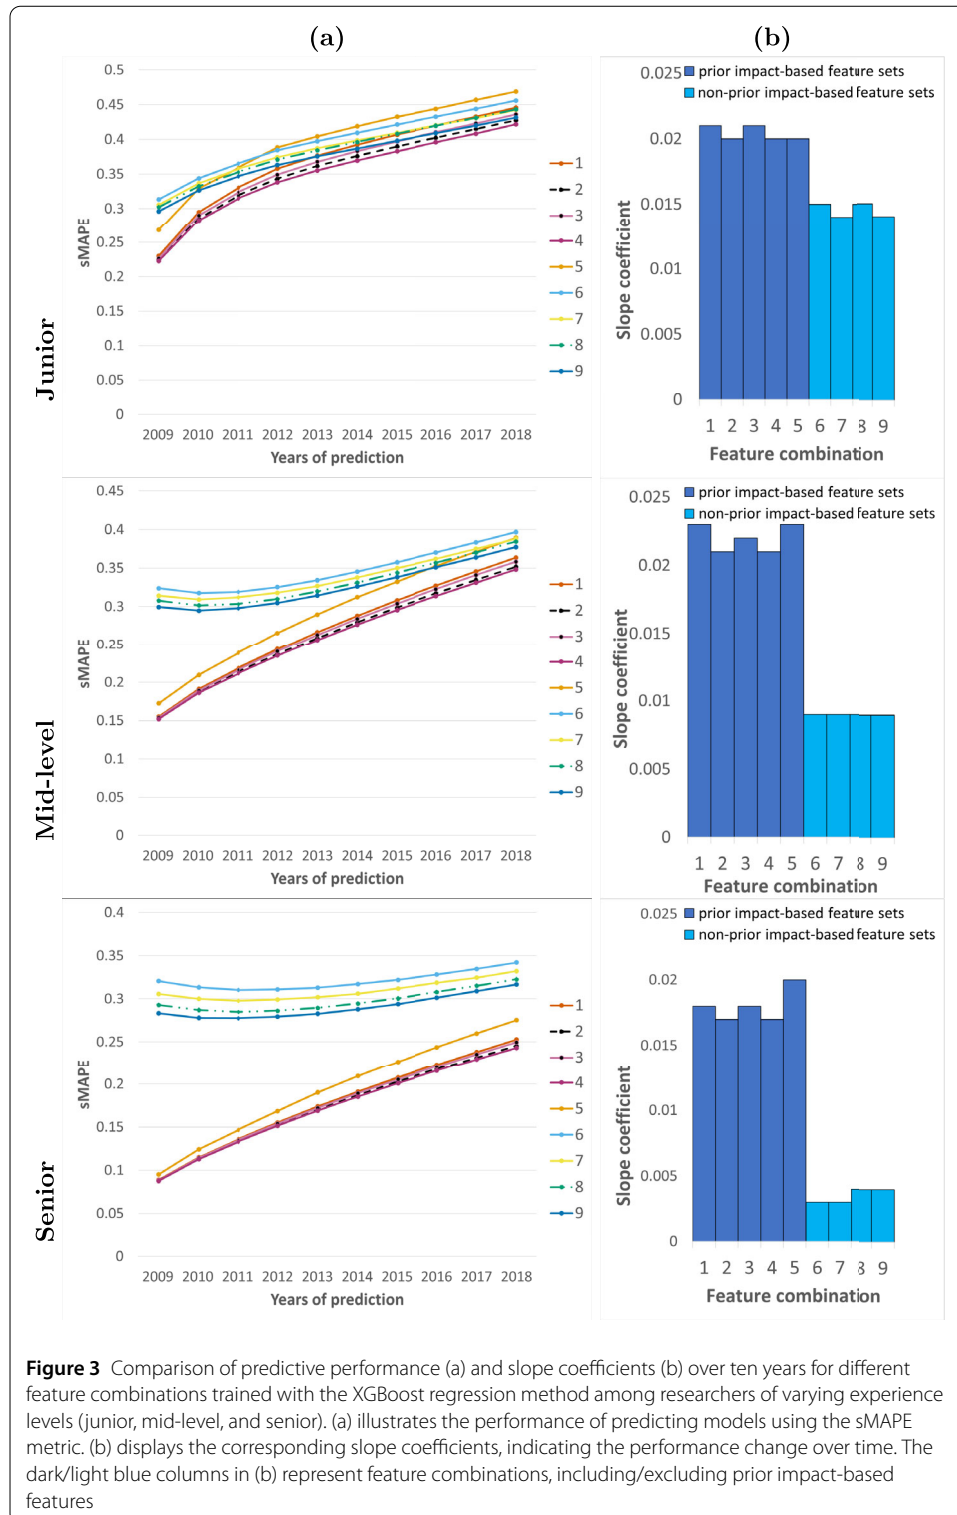 (a)
(b)
Junior
0.5
0.45
0.4
0.35
0.3
0.25
0.2
0.15
0.1
0.05
0
sMAPE
2009 2010 2011 2012 2013 2014 2015 2016 2017 2018
Years of prediction
1
2
3
4
5
6
7
8
9
0.025
0.02
0.015
0.01
0.005
0
Slope coefficient
prior impact-based feature sets
non-prior impact-based feature sets
1 2 3 4 5 6 7 8 9
Feature combination
Mid-level
0.45
0.4
0.35
0.3
0.25
0.2
0.15
0.1
0.05
0
sMAPE
2009 2010 2011 2012 2013 2014 2015 2016 2017 2018
Years of prediction
1
2
3
4
5
6
7
8
9
0.025
0.02
0.015
0.01
0.005
0
Slope coefficient
prior impact-based feature sets
non-prior impact-based feature sets
1 2 3 4 5 6 7 8 9
Feature combination
Senior
0.4
0.35
0.3
0.25
0.2
0.15
0.1
0.05
0
sMAPE
2009 2010 2011 2012 2013 2014 2015 2016 2017 2018
Years of prediction
1
2
3
4
5
6
7
8
9
0.025
0.02
0.015
0.01
0.005
0
Slope coefficient
prior impact-based feature sets
non-prior impact-based feature sets
1 2 3 4 5 6 7 8 9
Feature combination
Figure 3 Comparison of predictive performance (a) and slope coefficients (b) over ten years for different
feature combinations trained with the XGBoost regression method among researchers of varying experience
levels (junior, mid-level, and senior). (a) illustrates the performance of predicting models using the sMAPE
metric. (b) displays the corresponding slope coefficients, indicating the performance change over time. The
dark/light blue columns in (b) represent feature combinations, including/excluding prior impact-based
features